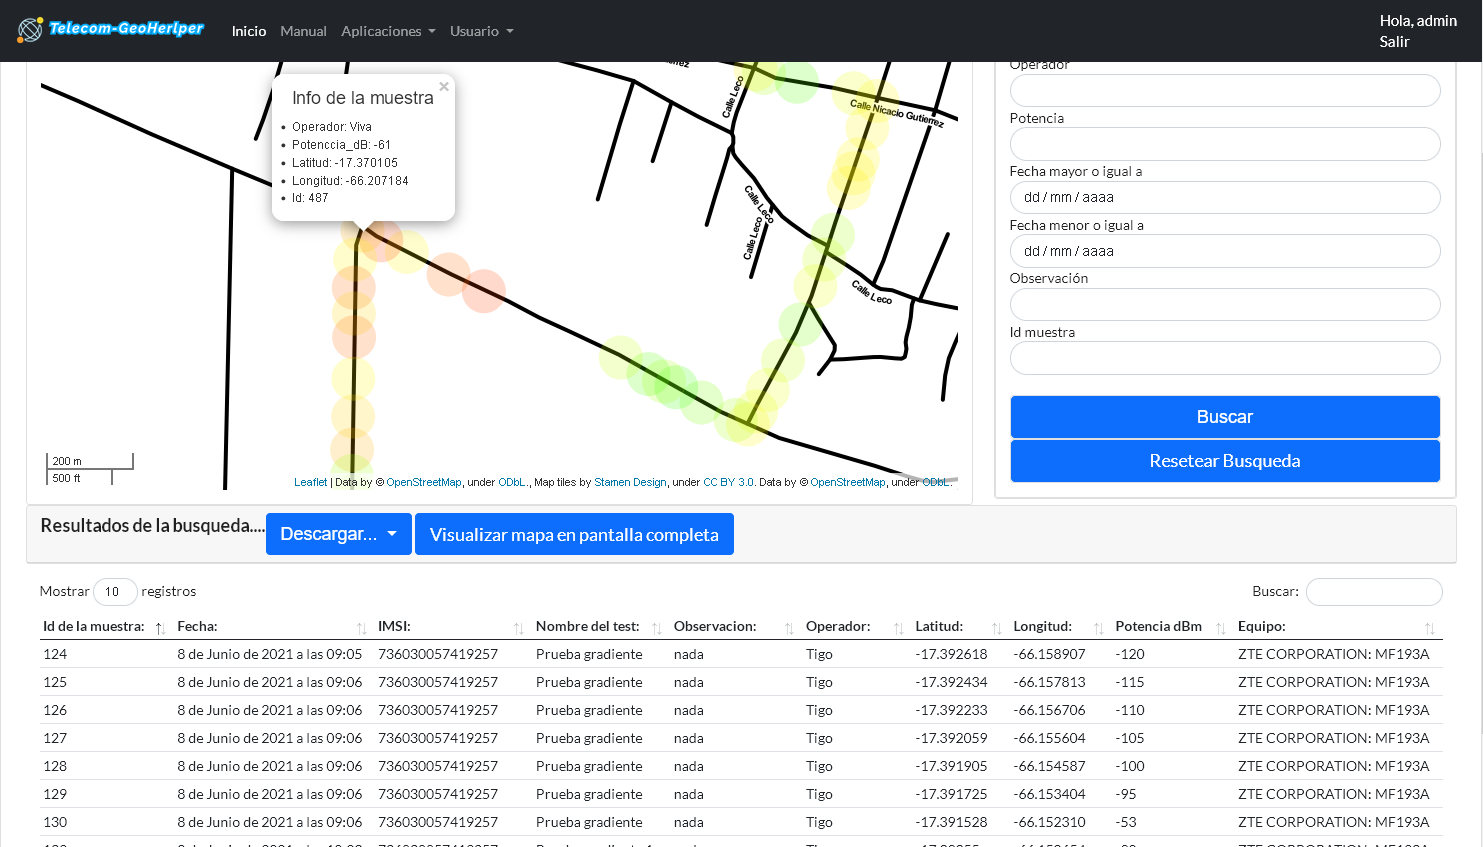 Telecom-GeoHerlper
Inicio Manual Aplicaciones Usuario
Hola, admin
Salir
Info de la muestra ×
Operador: Viva
Potenccia_dB: -61
Latitud: -17.370105
Longitud: -66.207184
Id: 487
Calle Leco
Calle Nicacio Gutierrez
Calle Leco
Calle Leco
Calle Leco
200 m
500 ft
Leaflet | Data by © OpenStreetMap, under ODbL., Map tiles by Stamen Design, under CC BY 3.0. Data by © OpenStreetMap, under ODbL.
Operador
Potencia
Fecha mayor o igual a
dd / mm / aaaa
Fecha menor o igual a
dd / mm / aaaa
Observación
Id muestra
Buscar
Resetear Busqueda
Resultados de la busqueda.... Descargar... Visualizar mapa en pantalla completa
Mostrar 10 registros Buscar:
Id de la muestra: Fecha: IMSI: Nombre del test: Observacion: Operador: Latitud: Longitud: Potencia dBm Equipo:
124 8 de Junio de 2021 a las 09:05 736030057419257 Prueba gradiente nada Tigo -17.392618 -66.158907 -120 ZTE CORPORATION: MF193A
125 8 de Junio de 2021 a las 09:06 736030057419257 Prueba gradiente nada Tigo -17.392434 -66.157813 -115 ZTE CORPORATION: MF193A
126 8 de Junio de 2021 a las 09:06 736030057419257 Prueba gradiente nada Tigo -17.392233 -66.156706 -110 ZTE CORPORATION: MF193A
127 8 de Junio de 2021 a las 09:06 736030057419257 Prueba gradiente nada Tigo -17.392059 -66.155604 -105 ZTE CORPORATION: MF193A
128 8 de Junio de 2021 a las 09:06 736030057419257 Prueba gradiente nada Tigo -17.391905 -66.154587 -100 ZTE CORPORATION: MF193A
129 8 de Junio de 2021 a las 09:06 736030057419257 Prueba gradiente nada Tigo -17.391725 -66.153404 -95 ZTE CORPORATION: MF193A
130 8 de Junio de 2021 a las 09:06 736030057419257 Prueba gradiente nada Tigo -17.391528 -66.152310 -53 ZTE CORPORATION: MF193A